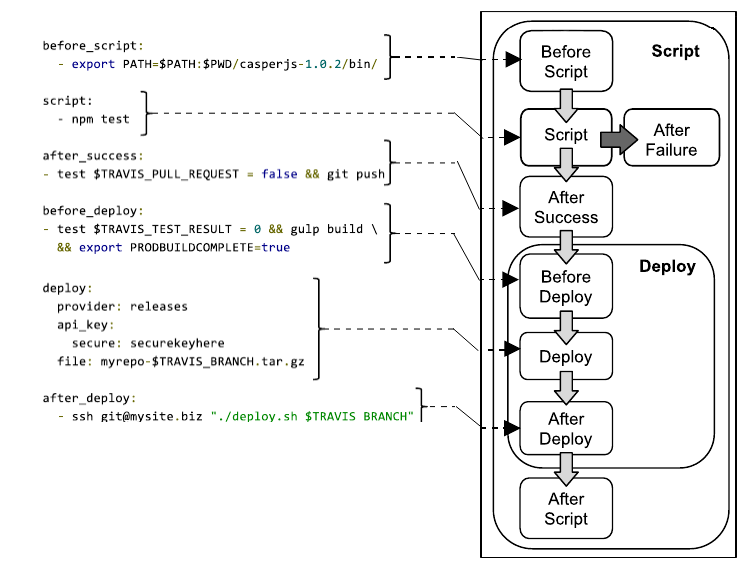 before_script:
- export PATH=$PATH:$PWD/casperjs-1.0.2/bin/
script:
- npm test
after_success:
- test $TRAVIS_PULL_REQUEST = false && git push
before_deploy:
- test $TRAVIS_TEST_RESULT = 0 && gulp build \
&& export PRODBUILDCOMPLETE=true
deploy:
provider: releases
api_key:
secure: securekeyhere
file: myrepo-$TRAVIS_BRANCH.tar.gz
after_deploy:
- ssh git@mysite.biz "./deploy.sh $TRAVIS_BRANCH"
Script
Before
Script
Script
After
Failure
After
Success
Deploy
Before
Deploy
Deploy
After
Deploy
After
Script